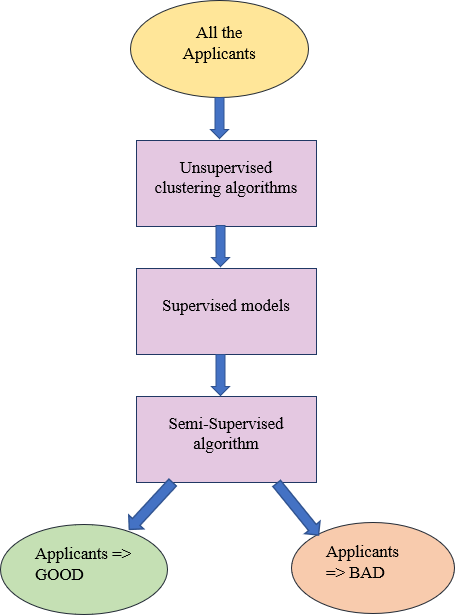 All the
Applicants
Unsupervised
clustering algorithms
Supervised models
Semi-Supervised
algorithm
Applicants =>
GOOD
Applicants
=> BAD